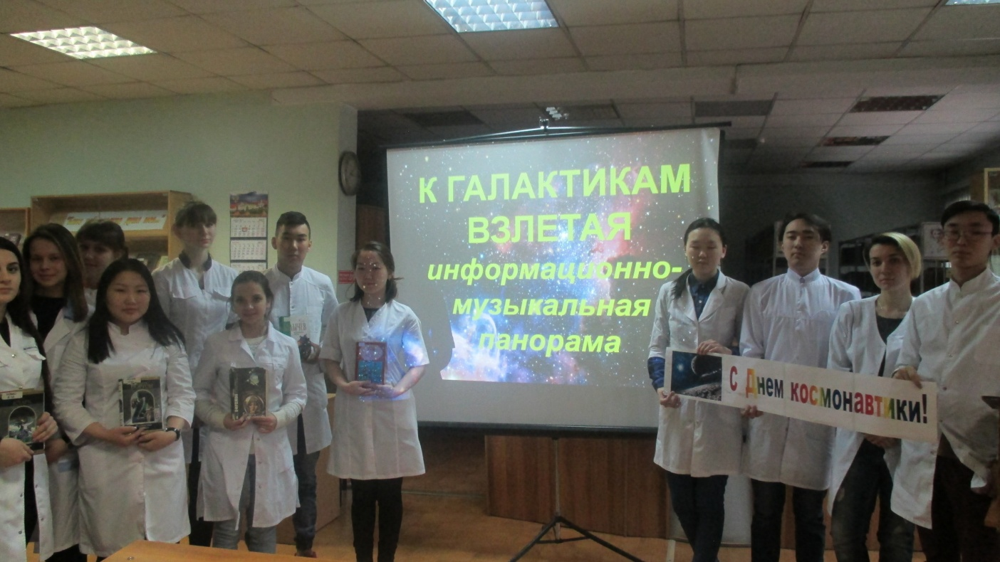 К ГАЛАКТИКАМ
ВЗЛЕТАЯ
информационно-
музыкальная
панорама
С Днем космонавтики!